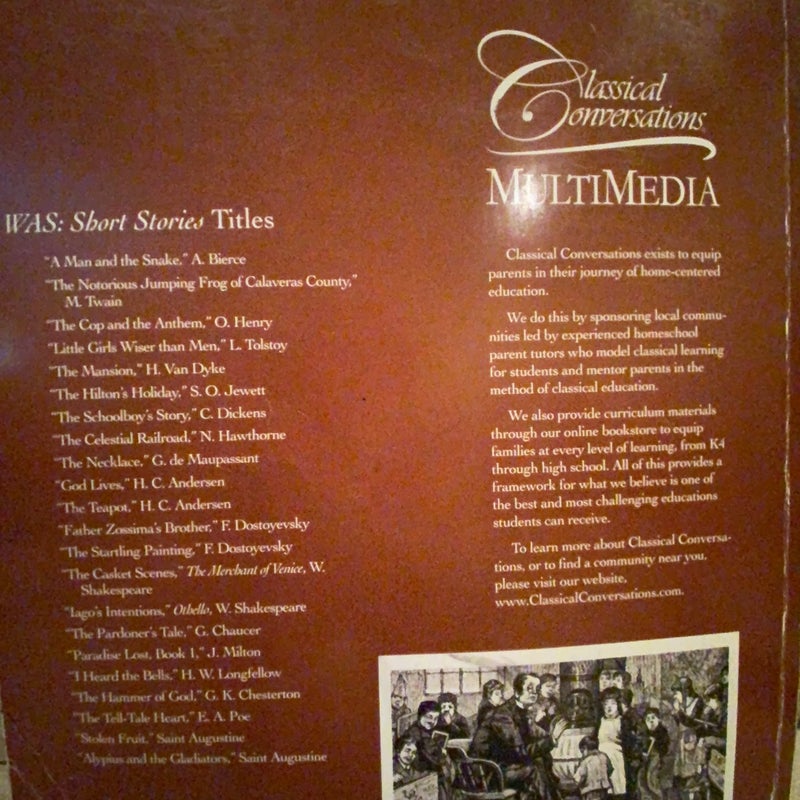 WAS: Short Stories Titles
"A Man and the Snake," A. Bierce
"The Notorious Jumping Frog of Calaveras County,"
M. Twain
"The Cop and the Anthem," O. Henry
"Little Girls Wiser than Men," L. Tolstoy
"The Mansion," H. Van Dyke
"The Hilton's Holiday," S. O. Jewett
"The Schoolboy's Story," C. Dickens
"The Celestial Railroad," N. Hawthorne
"The Necklace," G. de Maupassant
"God Lives," H. C. Andersen
"The Teapot," H. C. Andersen
"Father Zossima's Brother," F. Dostoyevsky
"The Startling Painting," F. Dostoyevsky
"The Casket Scenes," The Merchant of Venice, W.
Shakespeare
"Iago's Intentions," Othello, W. Shakespeare
"The Pardoner's Tale," G. Chaucer
"Paradise Lost, Book 1," J. Milton
"I Heard the Bells," H. W. Longfellow
"The Hammer of God," G. K. Chesterton
"The Tell-Tale Heart," E. A. Poe
"Stolen Fruit," Saint Augustine
"Alypius and the Gladiators," Saint Augustine
Classical
Conversations
MULTIMEDIA
Classical Conversations exists to equip
parents in their journey of home-centered
education.
We do this by sponsoring local commu-
nities led by experienced homeschool
parent tutors who model classical learning
for students and mentor parents in the
method of classical education.
We also provide curriculum materials
through our online bookstore to equip
families at every level of learning, from K4
through high school. All of this provides a
framework for what we believe is one of
the best and most challenging educations
students can receive.
To learn more about Classical Conversa-
tions, or to find a community near you,
please visit our website,
www.ClassicalConversations.com.